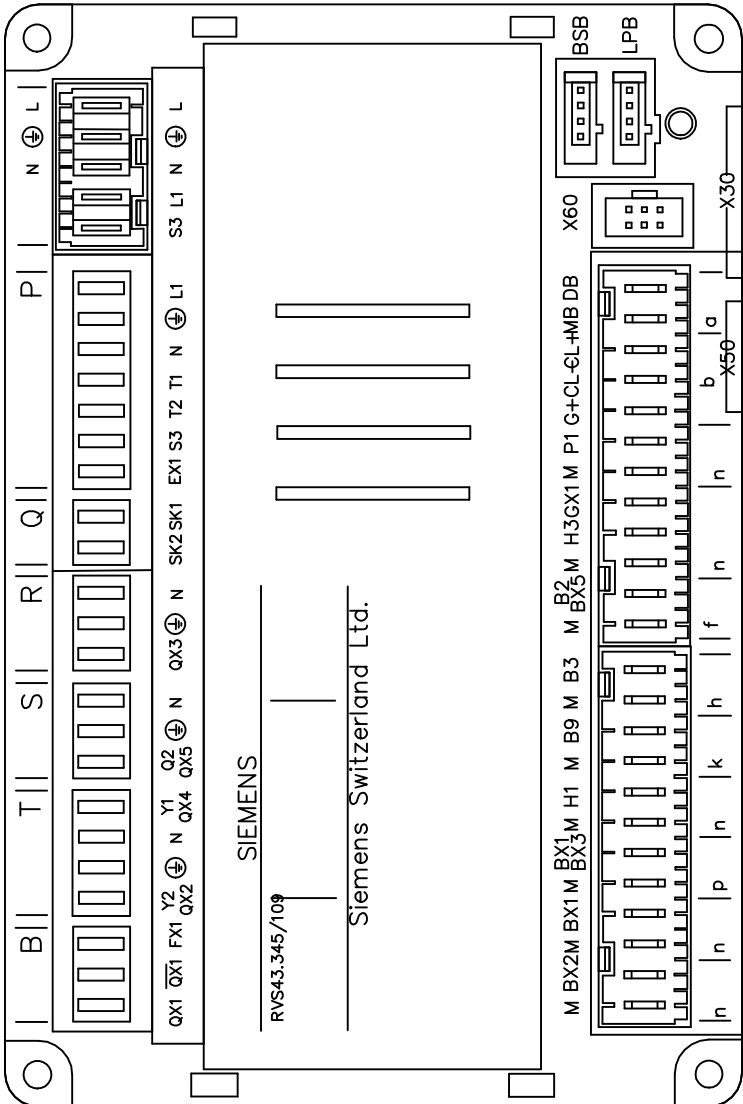 B T S R Q P N ⏚ L
QX1 Q̅X̅1̅ FX1 Y2 QX2 ⏚ N Y1 QX4 Q2 QX5 ⏚ N QX3 ⏚ N SK2 SK1 EX1 S3 T2 T1 N ⏚ L1 S3 L1 N ⏚ L
SIEMENS
RVS43.345/109
Siemens Switzerland Ltd.
M BX2 M BX1 M BX1 BX3 M H1 M B9 M B3 M B2 BX5 M H3 GX1 M P1 G+ CL- CL+ MB DB X60 BSB LPB
n n p n k h f n n b a
X50 X30